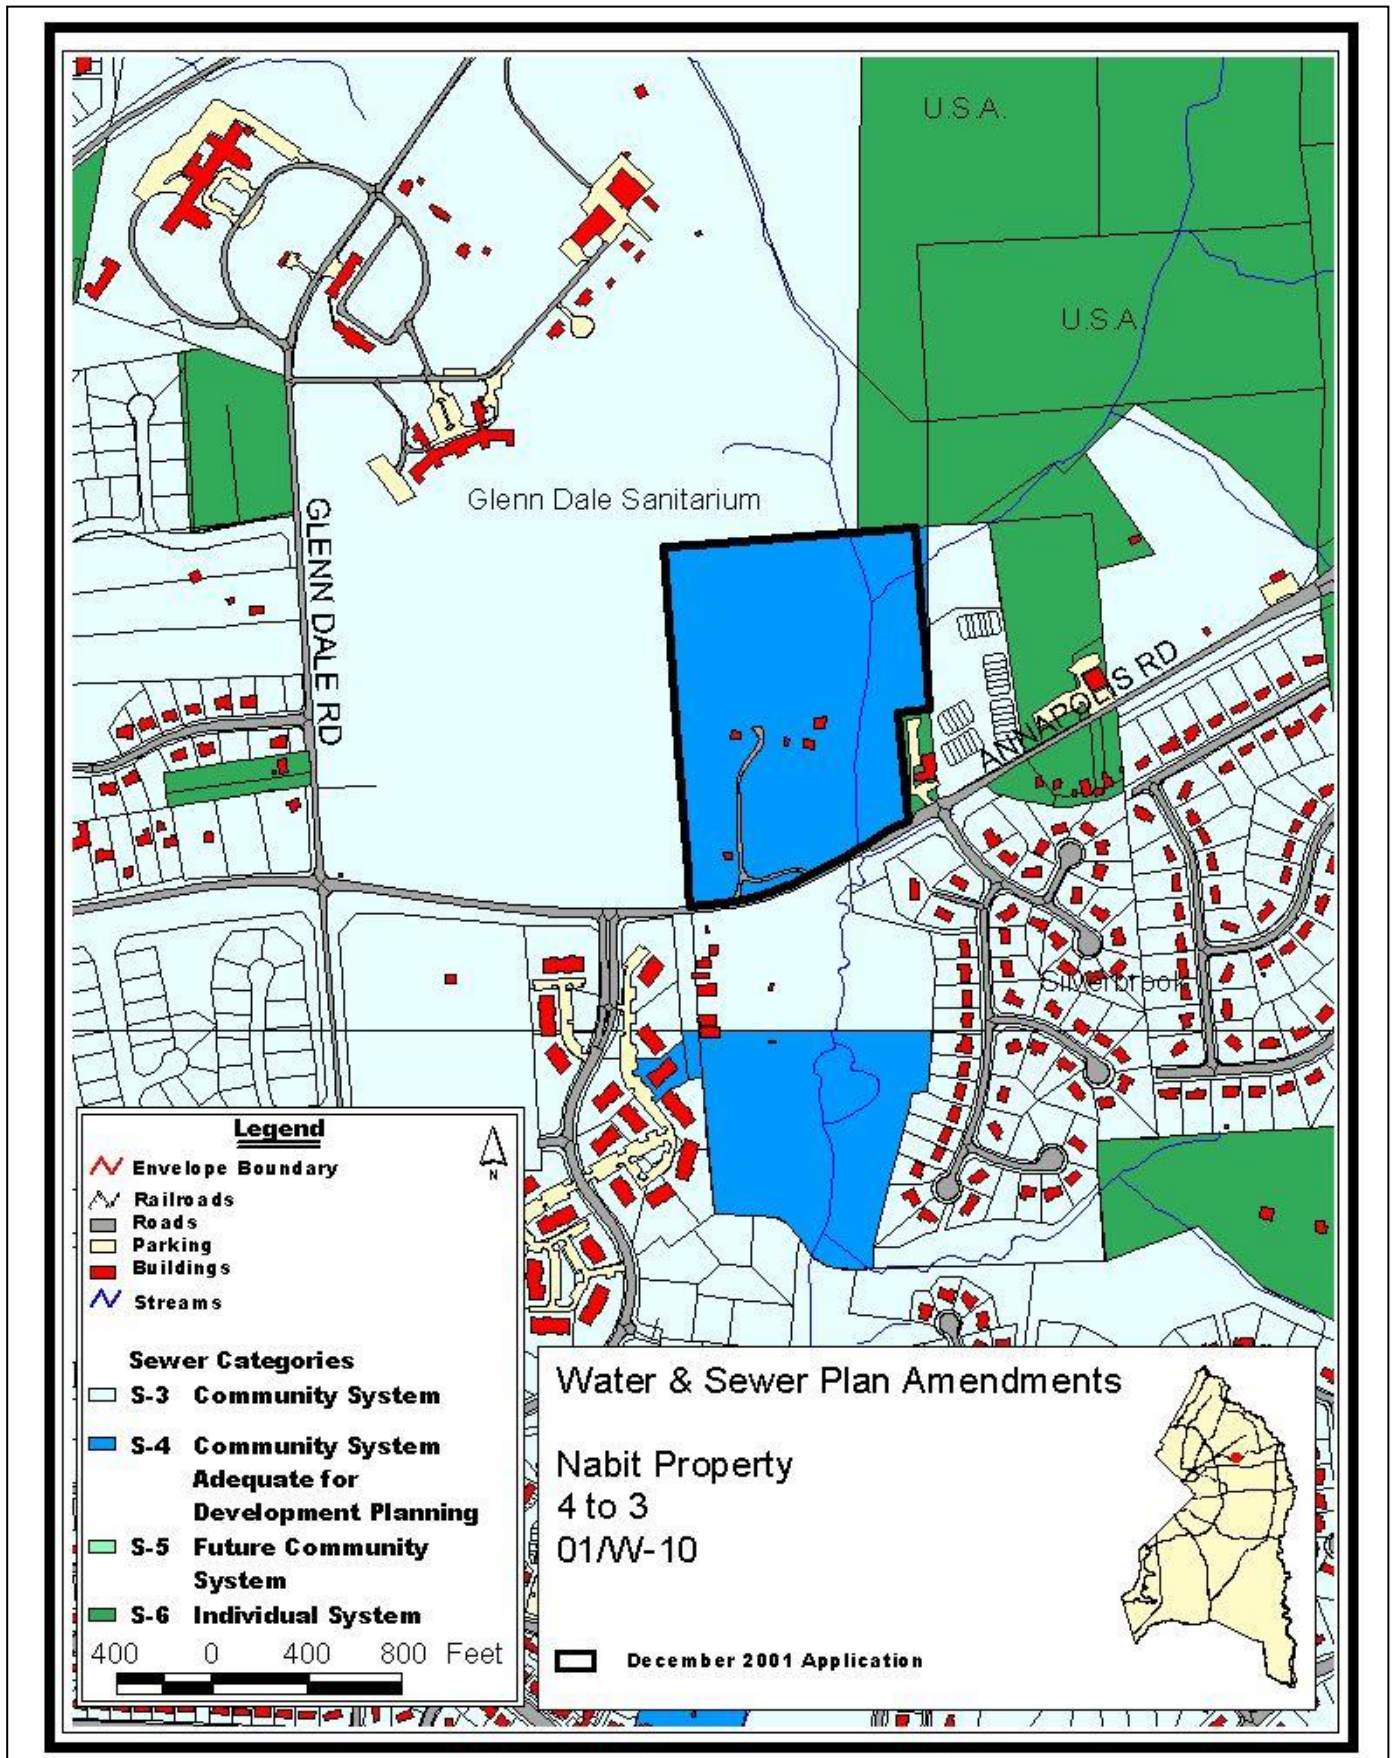 U.S.A.
U.S.A.
Glenn Dale Sanitarium
GLENN DALE RD
ANNAPOLIS RD
Silverbrook
Legend
N
Envelope Boundary
Railroads
Roads
Parking
Buildings
Streams
Sewer Categories
S-3 Community System
S-4 Community System
Adequate for
Development Planning
S-5 Future Community
System
S-6 Individual System
400 0 400 800 Feet
Water & Sewer Plan Amendments
Nabit Property
4 to 3
01/W-10
December 2001 Application